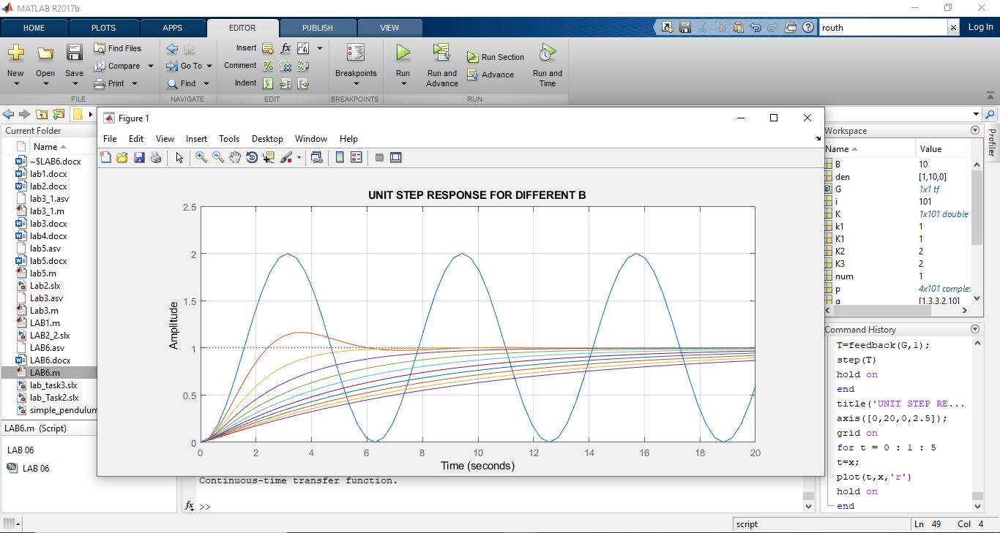 MATLAB R2017b
HOME PLOTS APPS EDITOR PUBLISH VIEW routh Log In
Find Files Insert fx
New Open Save Compare Go To Comment Breakpoints Run Run and Advance Run Section Advance Run and Time
Print Find Indent
FILE NAVIGATE EDIT BREAKPOINTS RUN
Current Folder
Name
~$LAB6.docx
lab1.docx
lab2.docx
lab3_1.asv
lab3_1.m
lab3.docx
lab4.docx
lab5.asv
lab5.docx
lab5.m
Lab2.slx
Lab3.asv
Lab3.m
LAB1.m
LAB2_2.slx
LAB6.asv
LAB6.docx
LAB6.m
lab_task3.slx
lab_Task2.slx
simple_pendulum
LAB6.m (Script)
LAB 06
LAB 06
Figure 1
File Edit View Insert Tools Desktop Window Help
UNIT STEP RESPONSE FOR DIFFERENT B
2.5
2
1.5
1
0.5
0
Amplitude
0 2 4 6 8 10 12 14 16 18 20
Time (seconds)
Continuous-time transfer function.
fx >>
Workspace
Profiler
Name Value
B 10
den [1,10,0]
G 1x1 tf
i 101
K 1x101 double
k1 1
K1 1
K2 2
K3 2
num 1
p 4x101 complex
q [1,3,3,2,10]
Command History
T=feedback(G,1);
step(T)
hold on
end
title('UNIT STEP RE...
axis([0,20,0,2.5]);
grid on
for t = 0 : 1 : 5
t=x;
plot(t,x,'r')
hold on
end
script Ln 49 Col 4